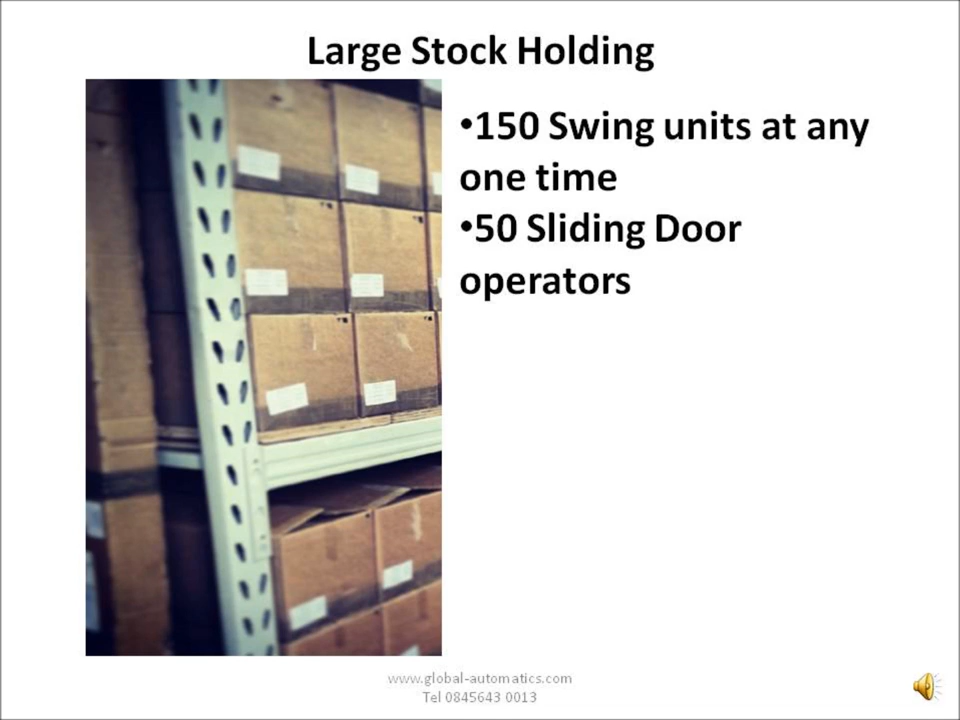 Large Stock Holding
•150 Swing units at any
one time
•50 Sliding Door
operators
www.global-automatics.com
Tel 0845643 0013